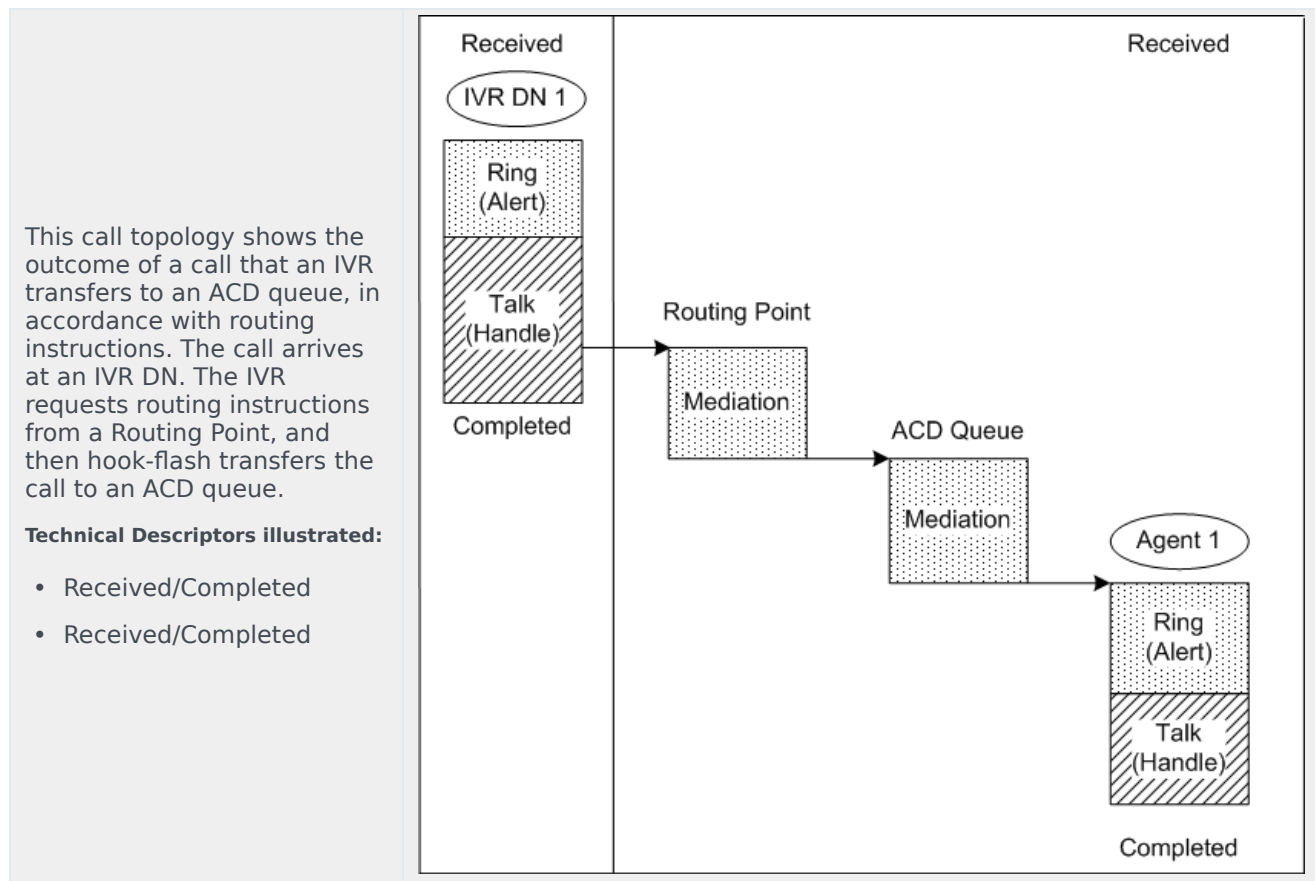 This call topology shows the
outcome of a call that an IVR
transfers to an ACD queue, in
accordance with routing
instructions. The call arrives
at an IVR DN. The IVR
requests routing instructions
from a Routing Point, and
then hook-flash transfers the
call to an ACD queue.
Technical Descriptors illustrated:
• Received/Completed
• Received/Completed
Received
IVR DN 1
Ring
(Alert)
Talk
(Handle)
Completed
Received
Routing Point
Mediation
ACD Queue
Mediation
Agent 1
Ring
(Alert)
Talk
(Handle)
Completed